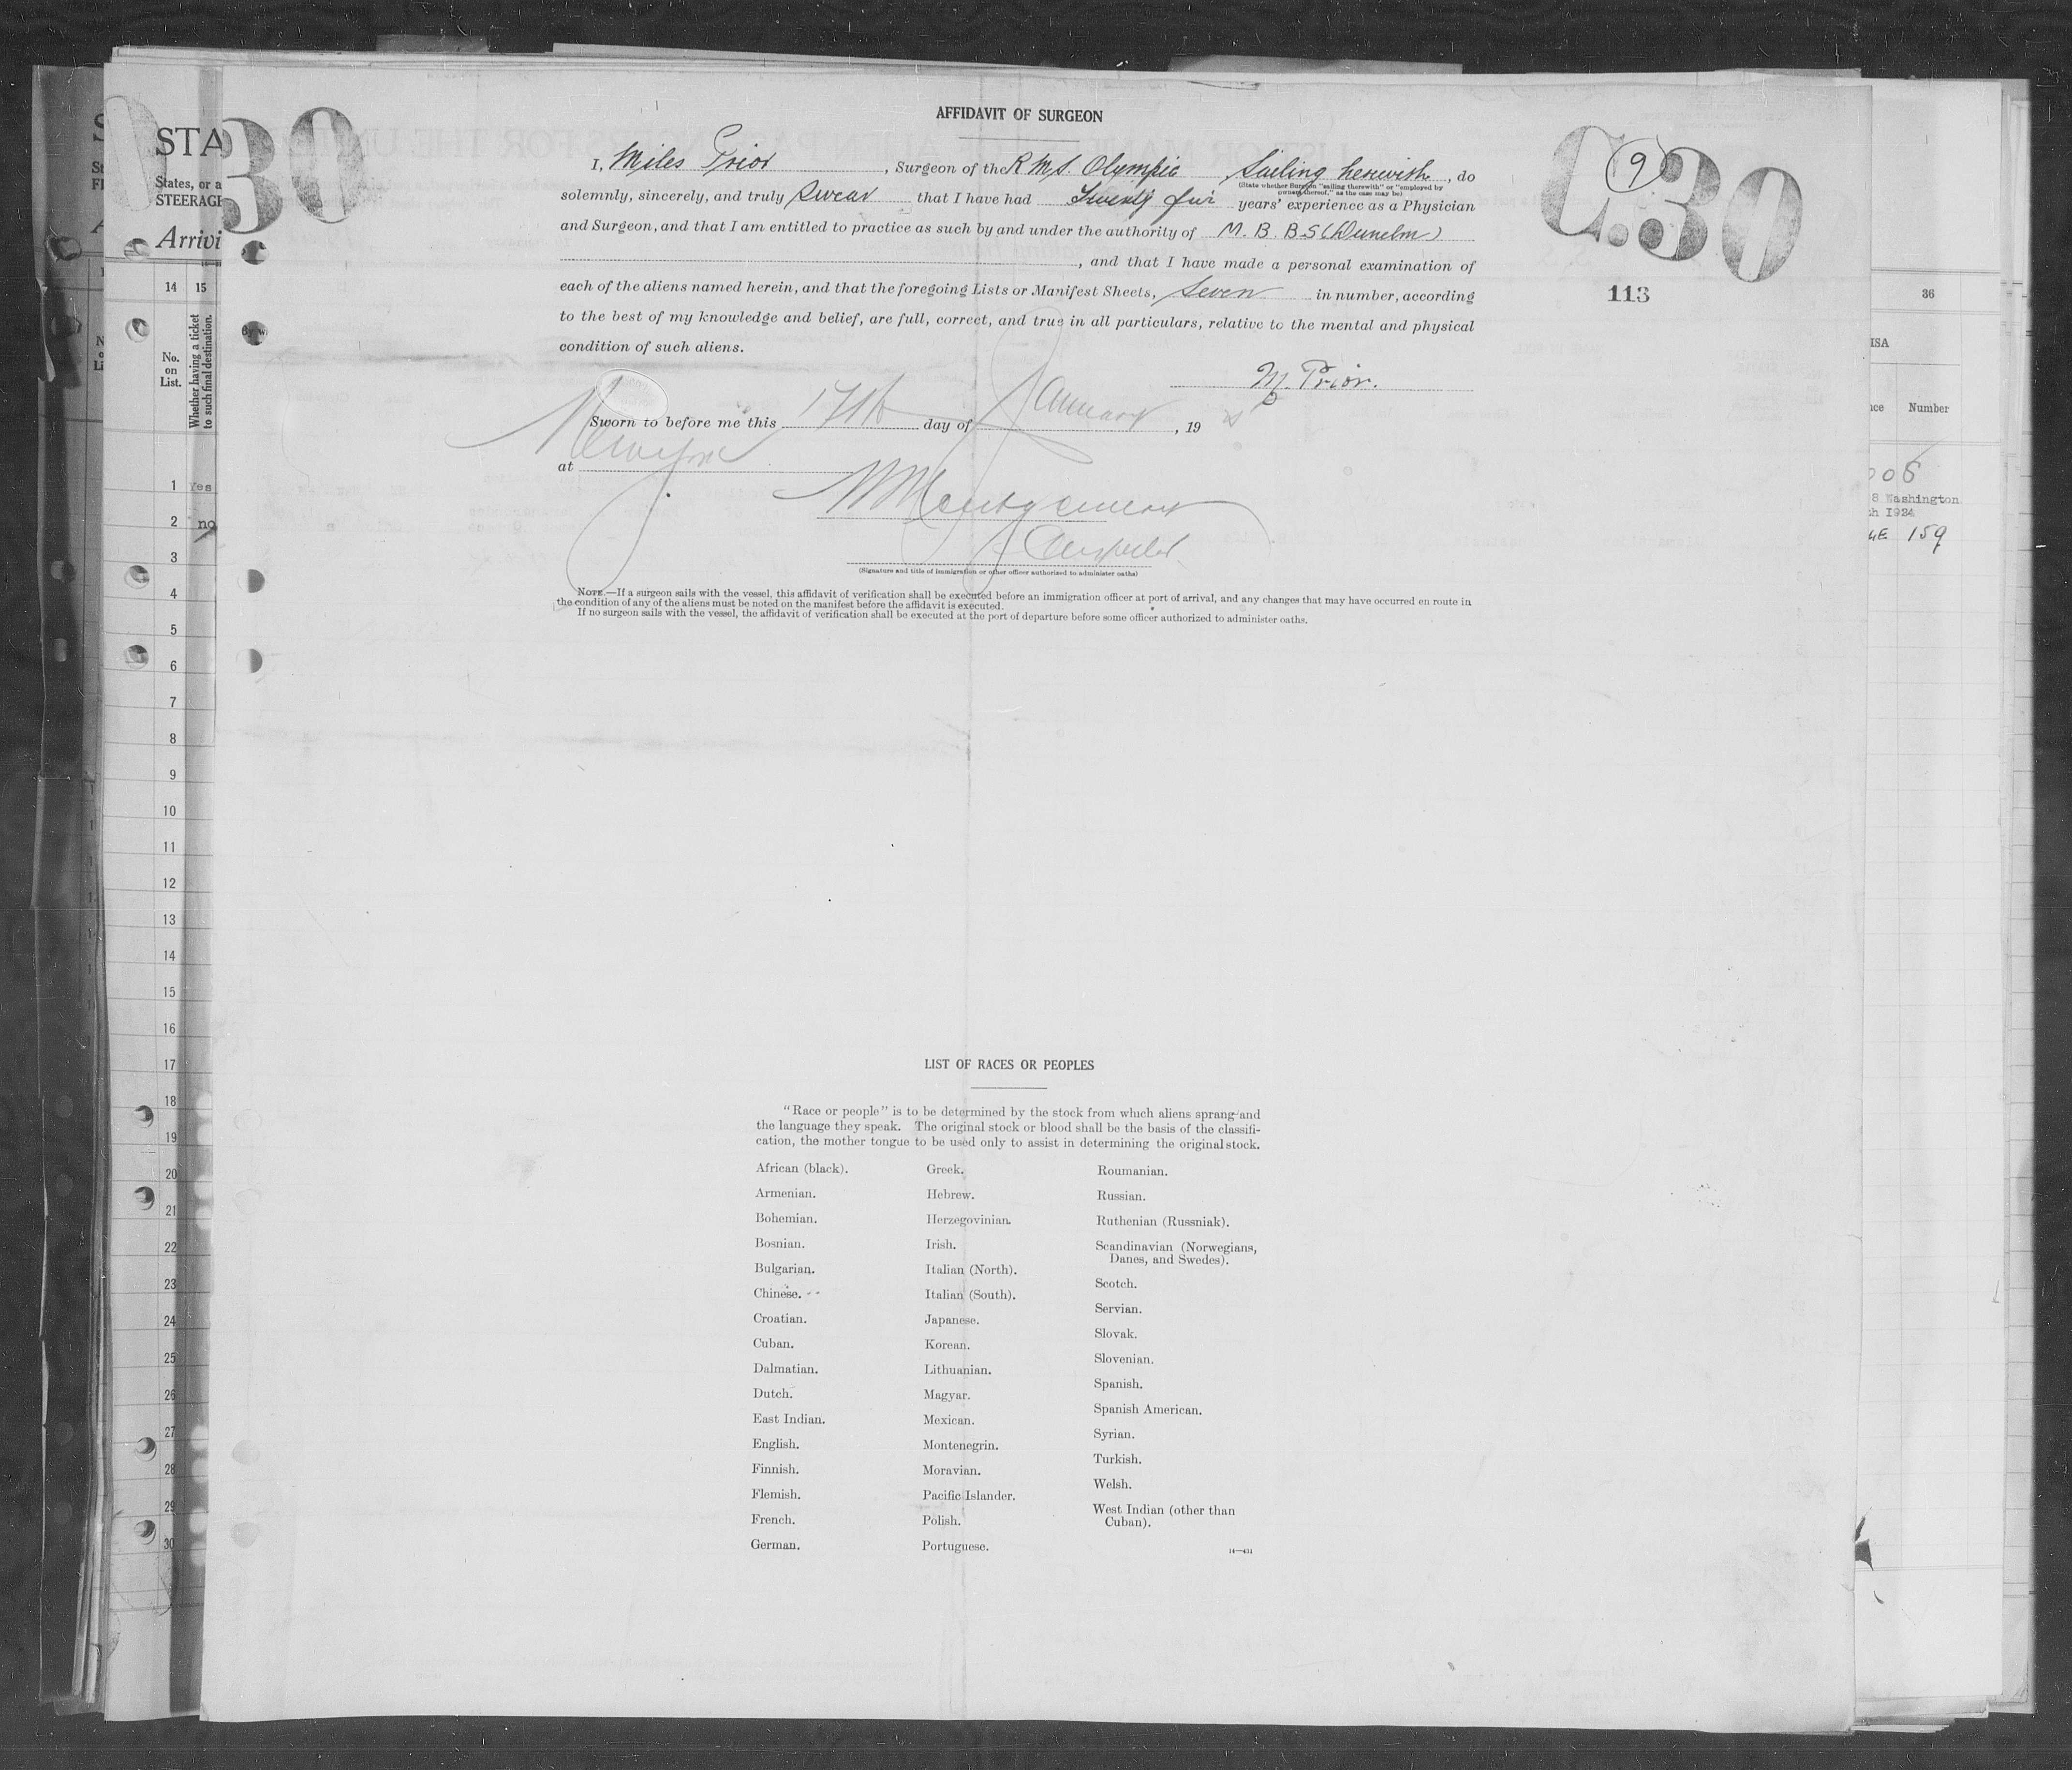 AFFIDAVIT OF SURGEON
I, Miles Prior, Surgeon of the R.M.S. Olympic Sailing herewith, do
(State whether Surgeon "sailing therewith" or "employed by
owners thereof," as the case may be)
solemnly, sincerely, and truly swear that I have had Twenty five years' experience as a Physician
and Surgeon, and that I am entitled to practice as such by and under the authority of M. B. B.S (Dunelm)
, and that I have made a personal examination of
each of the aliens named herein, and that the foregoing Lists or Manifest Sheets, Seven in number, according
to the best of my knowledge and belief, are full, correct, and true in all particulars, relative to the mental and physical
condition of such aliens.
M. Prior.
Sworn to before me this 17th day of January, 19
at New York
Montgomery
(Signature and title of immigration or other officer authorized to administer oaths)
NOTE.—If a surgeon sails with the vessel, this affidavit of verification shall be executed before an immigration officer at port of arrival, and any changes that may have occurred en route in
the condition of any of the aliens must be noted on the manifest before the affidavit is executed.
If no surgeon sails with the vessel, the affidavit of verification shall be executed at the port of departure before some officer authorized to administer oaths.
30
C.30
9
113
LIST OF RACES OR PEOPLES
"Race or people" is to be determined by the stock from which aliens sprang and
the language they speak. The original stock or blood shall be the basis of the classifi-
cation, the mother tongue to be used only to assist in determining the original stock.
African (black).
Armenian.
Bohemian.
Bosnian.
Bulgarian.
Chinese.
Croatian.
Cuban.
Dalmatian.
Dutch.
East Indian.
English.
Finnish.
Flemish.
French.
German.
Greek.
Hebrew.
Herzegovinian.
Irish.
Italian (North).
Italian (South).
Japanese.
Korean.
Lithuanian.
Magyar.
Mexican.
Montenegrin.
Moravian.
Pacific Islander.
Polish.
Portuguese.
Roumanian.
Russian.
Ruthenian (Russniak).
Scandinavian (Norwegians,
Danes, and Swedes).
Scotch.
Servian.
Slovak.
Slovenian.
Spanish.
Spanish American.
Syrian.
Turkish.
Welsh.
West Indian (other than
Cuban).
14—431
STA
States, or a
STEERAG
Arrivi
14 15
No.
on
List.
Whether having a ticket
to such final destination.
1 Yes
2 no
3
4
5
6
7
8
9
10
11
12
13
14
15
16
17
18
19
20
21
22
23
24
25
26
27
28
29
30
36
ISA
Number
8 Washington
1924
159